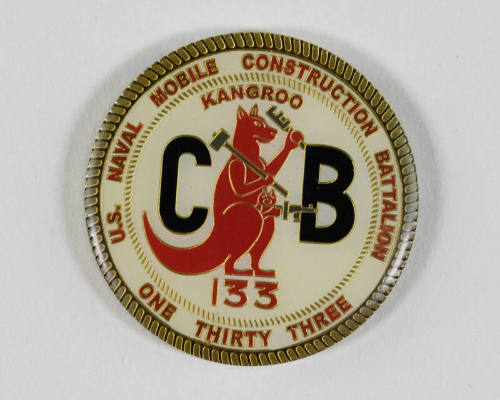 U.S. NAVAL MOBILE CONSTRUCTION BATTALION
KANGROO
C B
133
ONE THIRTY THREE